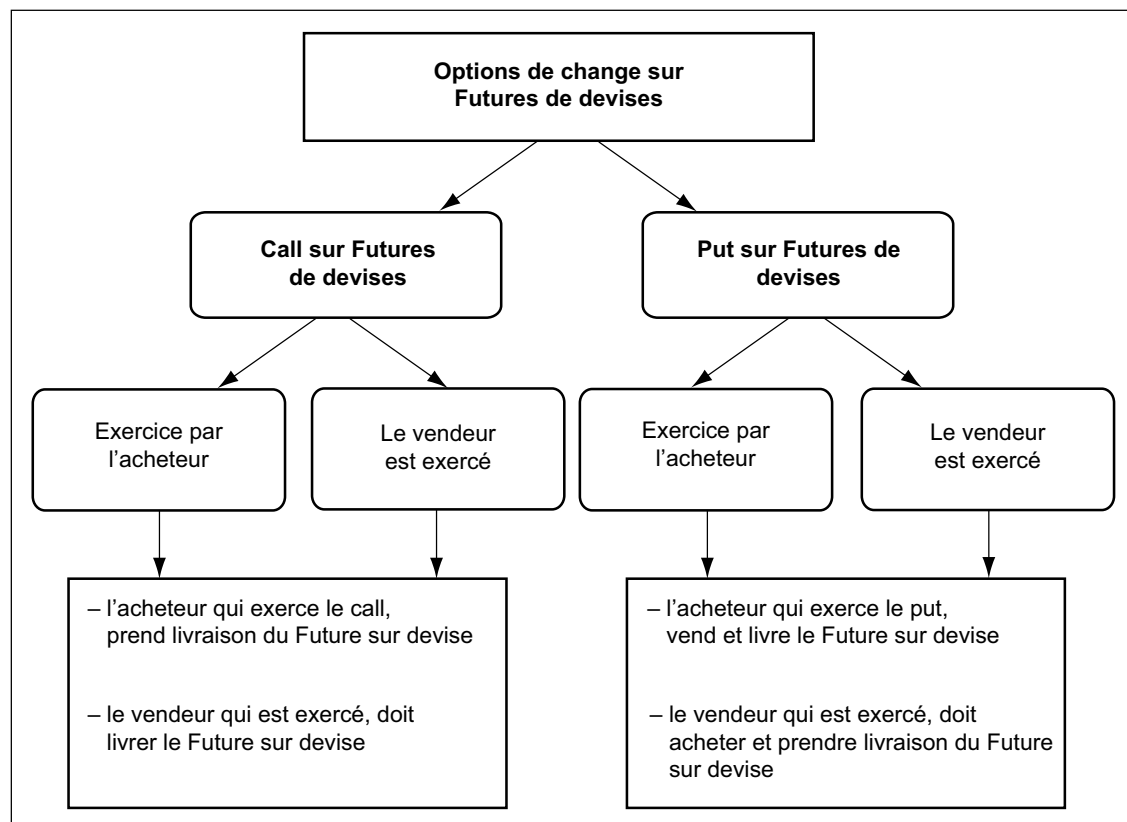 Options de change sur
Futures de devises
Call sur Futures
de devises
Put sur Futures de
devises
Exercice par
l’acheteur
Le vendeur
est exercé
Exercice par
l’acheteur
Le vendeur
est exercé
– l’acheteur qui exerce le call,
prend livraison du Future sur devise
– le vendeur qui est exercé, doit
livrer le Future sur devise
– l’acheteur qui exerce le put,
vend et livre le Future sur devise
– le vendeur qui est exercé, doit
acheter et prendre livraison du Future
sur devise